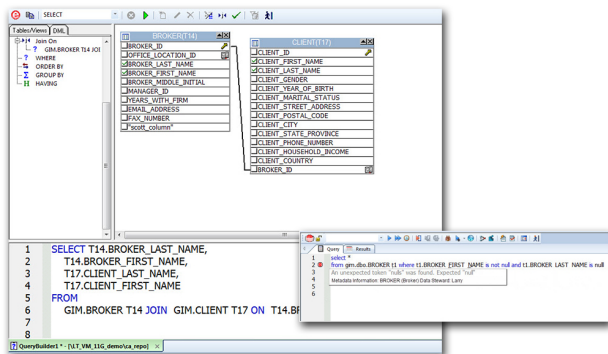 SELECT
Tables/Views DML
Join On
GIM.BROKER T14 JOI
WHERE
ORDER BY
GROUP BY
HAVING
BROKER(T14)
BROKER_ID
OFFICE_LOCATION_ID
BROKER_LAST_NAME
BROKER_FIRST_NAME
BROKER_MIDDLE_INITIAL
MANAGER_ID
YEARS_WITH_FIRM
EMAIL_ADDRESS
FAX_NUMBER
"scott_column"
CLIENT(T17)
CLIENT_ID
CLIENT_FIRST_NAME
CLIENT_LAST_NAME
CLIENT_GENDER
CLIENT_YEAR_OF_BIRTH
CLIENT_MARITAL_STATUS
CLIENT_STREET_ADDRESS
CLIENT_POSTAL_CODE
CLIENT_CITY
CLIENT_STATE_PROVINCE
CLIENT_PHONE_NUMBER
CLIENT_HOUSEHOLD_INCOME
CLIENT_COUNTRY
BROKER_ID
1 SELECT T14.BROKER_LAST_NAME,
2 T14.BROKER_FIRST_NAME,
3 T17.CLIENT_LAST_NAME,
4 T17.CLIENT_FIRST_NAME
5 FROM
6 GIM.BROKER T14 JOIN GIM.CLIENT T17 ON T14.BR
7
8
QueryBuilder1 * - [\LT_VM_11G_demo\ca_repo]
Query Results
1 select *
2 from gim.dbo.BROKER t1 where t1.BROKER_FIRST_NAME is not null and t1.BROKER_LAST_NAME is null
3 An unexpected token "nulls" was found. Expected "null"
4 Metadata Information: BROKER (Broker) Data Steward: Larry
5
6